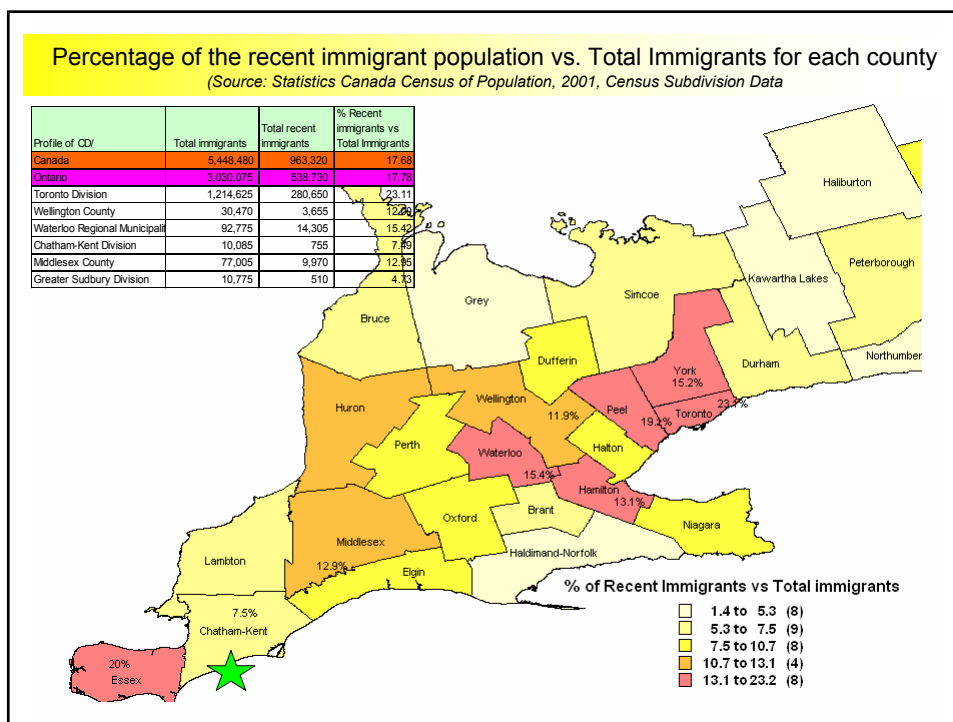 Percentage of the recent immigrant population vs. Total Immigrants for each county
(Source: Statistics Canada Census of Population, 2001, Census Subdivision Data
Profile of CD/ Total immigrants Total recent immigrants % Recent immigrants vs Total Immigrants
Canada 5,448,480 963,320 17.68
Ontario 3,030,075 538,730 17.78
Toronto Division 1,214,625 280,650 23.11
Wellington County 30,470 3,655
Waterloo Regional Municipalit 92,775 14,305 15.42
Chatham-Kent Division 10,085 755 7.49
Middlesex County 77,005 9,970 12.95
Greater Sudbury Division 10,775 510 4.73
Haliburton
Peterborough
Kawartha Lakes
Simcoe
Grey
Bruce
Northumber
Durham
Dufferin
York
15.2%
Wellington
11.9%
Huron
Peel
19.2%
Toronto
23.1%
Perth
Halton
Waterloo
15.4%
Hamilton
13.1%
Oxford
Brant
Niagara
Middlesex
12.9%
Haldimand-Norfolk
Lambton
Elgin
7.5%
Chatham-Kent
20%
Essex
% of Recent Immigrants vs Total immigrants
1.4 to 5.3 (8)
5.3 to 7.5 (9)
7.5 to 10.7 (8)
10.7 to 13.1 (4)
13.1 to 23.2 (8)